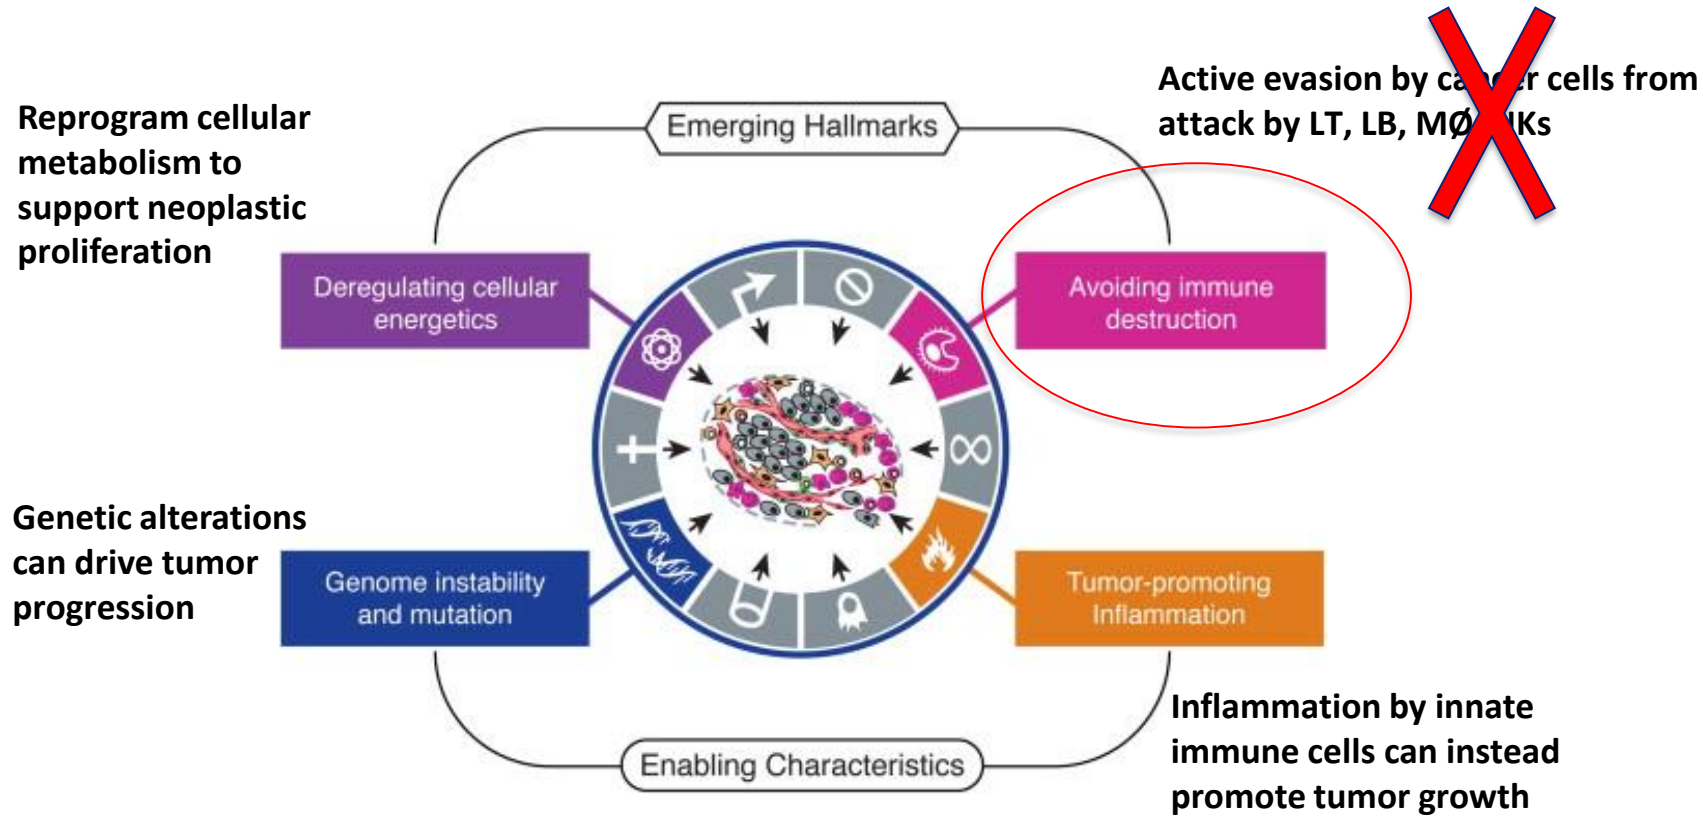 Reprogram cellular
metabolism to
support neoplastic
proliferation
Emerging Hallmarks
Active evasion by cancer cells from
attack by LT, LB, MØ, NKs
Deregulating cellular
energetics
Avoiding immune
destruction
Genetic alterations
can drive tumor
progression
Genome instability
and mutation
Tumor-promoting
Inflammation
Enabling Characteristics
Inflammation by innate
immune cells can instead
promote tumor growth